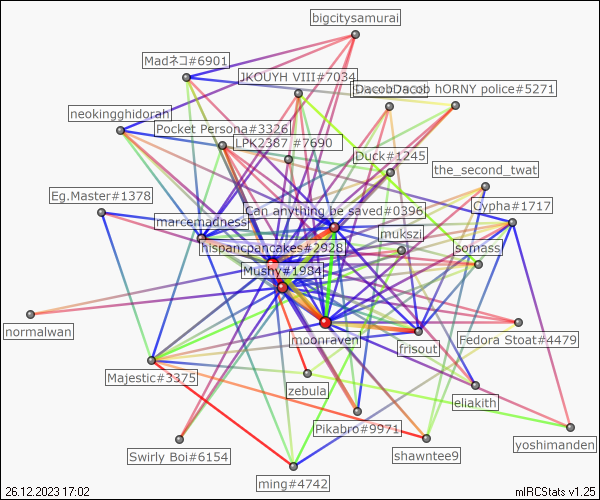 bigcitysamurai
Madネコ#6901
JKOUYH VIII#7034
DacobDacob hORNY police#5271
neokingghidorah
Pocket Persona#3326
LPK2387 #7690
Duck#1245
the_second_twat
Eg.Master#1378
Cypha#1717
Can anything be saved#0396
marcemadness
mukszi
hispanicpancakes#2928
somass
Mushy#1984
normalwan
moonraven
frisout
Fedora Stoat#4479
Majestic#3375
zebula
eliakith
Pikabro#9971
yoshimanden
Swirly Boi#6154
shawntee9
ming#4742
26.12.2023 17:02
mIRCStats v1.25